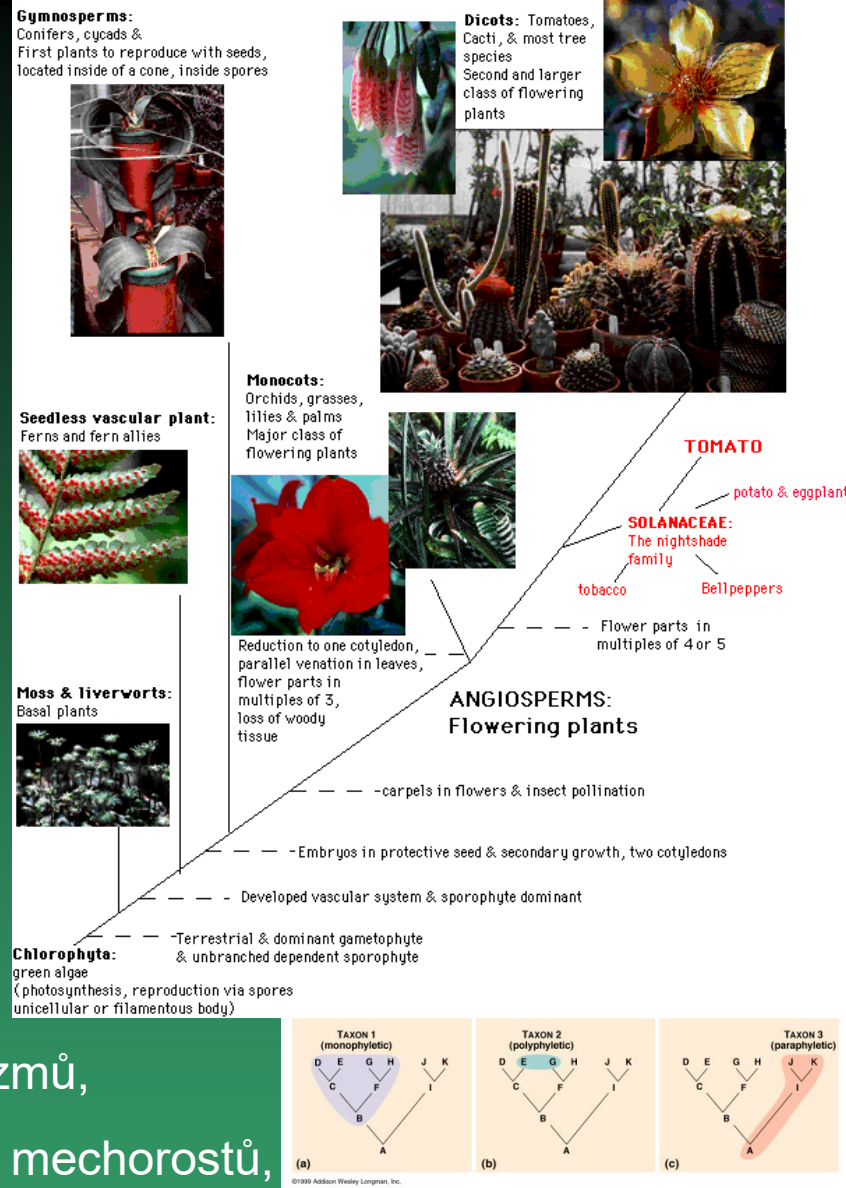 Gymnosperms:
Conifers, cycads &
First plants to reproduce with seeds,
located inside of a cone, inside spores
Dicots: Tomatoes,
Cacti, & most tree
species
Second and larger
class of flowering
plants
Monocots:
Orchids, grasses,
lilies & palms
Major class of
flowering plants
Seedless vascular plant:
Ferns and fern allies
TOMATO
potato & eggplant
SOLANACEAE:
The nightshade
family
tobacco
Bellpeppers
Flower parts in
multiples of 4 or 5
Reduction to one cotyledon,
parallel venation in leaves,
flower parts in
multiples of 3,
loss of woody
tissue
Moss & liverworts:
Basal plants
ANGIOSPERMS:
Flowering plants
carpels in flowers & insect pollination
Embryos in protective seed & secondary growth, two cotyledons
Developed vascular system & sporophyte dominant
Terrestrial & dominant gametophyte
& unbranched dependent sporophyte
Chlorophyta:
green algae
(photosynthesis, reproduction via spores
unicellular or filamentous body)
zmů,
mechorostů,
TAXON 1
(monophyletic)
D E G H J K
C F I
B
A
(a)
TAXON 2
(polyphyletic)
D E G H J K
C F I
B
A
(b)
TAXON 3
(paraphyletic)
D E G H J K
C F I
B
A
(c)
©1999 Addison Wesley Longman, Inc.